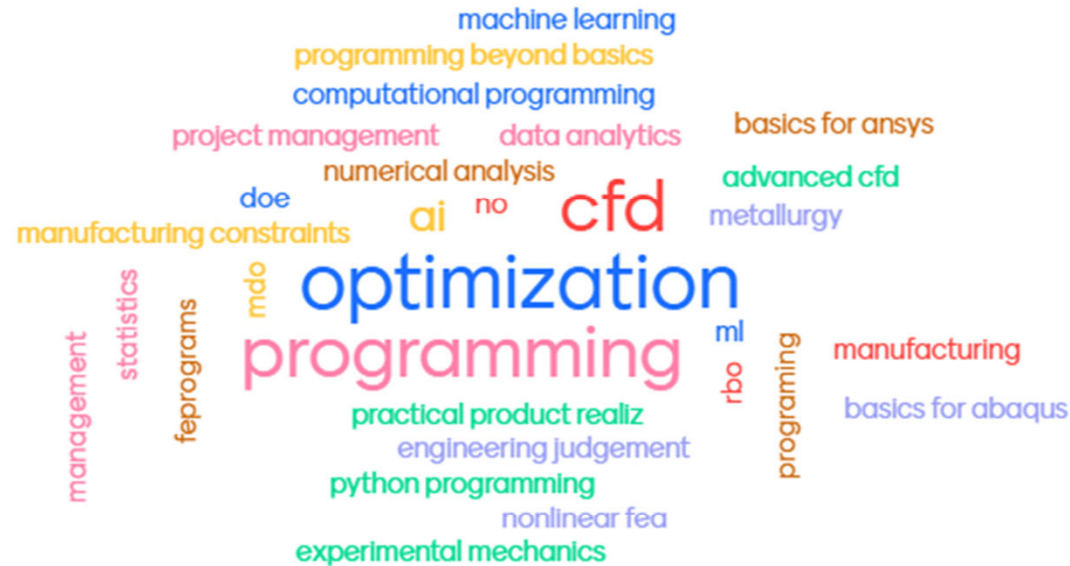 machine learning
programming beyond basics
computational programming
basics for ansys
project management
data analytics
numerical analysis
advanced cfd
doe
ai
no
cfd
metallurgy
manufacturing constraints
optimization
mdo
statistics
feprograms
management
programming
ml
rbo
programing
manufacturing
basics for abaqus
practical product realiz
engineering judgement
python programming
nonlinear fea
experimental mechanics